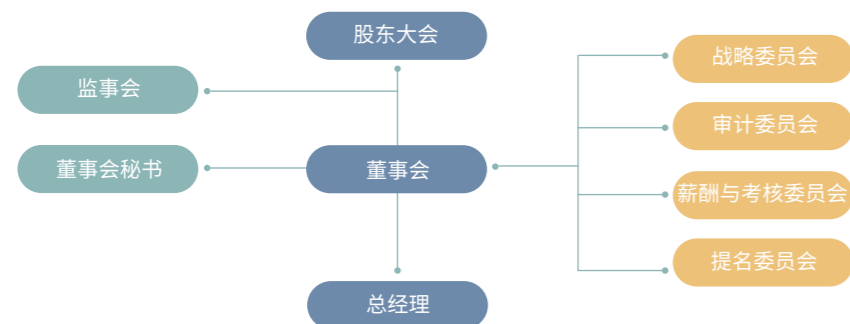 股东大会
监事会
董事会秘书
董事会
总经理
战略委员会
审计委员会
薪酬与考核委员会
提名委员会